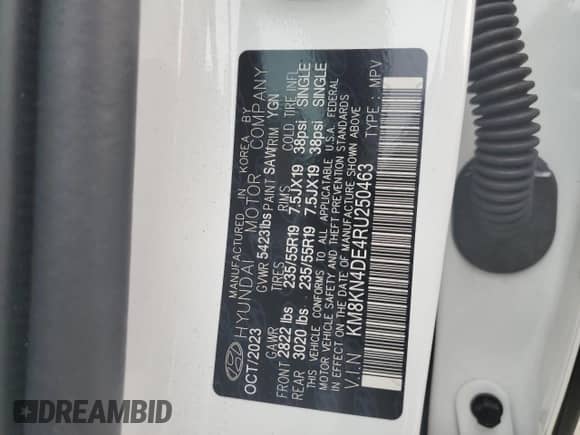 MANUFACTURED IN KOREA BY
HYUNDAI MOTOR COMPANY
OCT/2023 GVWR 5423lbs PAINT SAW TRIM YGN
GAWR TIRES RIMS COLD TIRE INFL
FRONT 2822 lbs 235/55R19 7.5JX19 38psi SINGLE
REAR 3020 lbs 235/55R19 7.5JX19 38psi SINGLE
THIS VEHICLE CONFORMS TO ALL APPLICABLE U.S.A. FEDERAL
MOTOR VEHICLE SAFETY AND THEFT PREVENTION STANDARDS
IN EFFECT ON THE DATE OF MANUFACTURE SHOWN ABOVE
V.I.N KM8KN4DE4RU250463
TYPE : MPV
DREAMBID